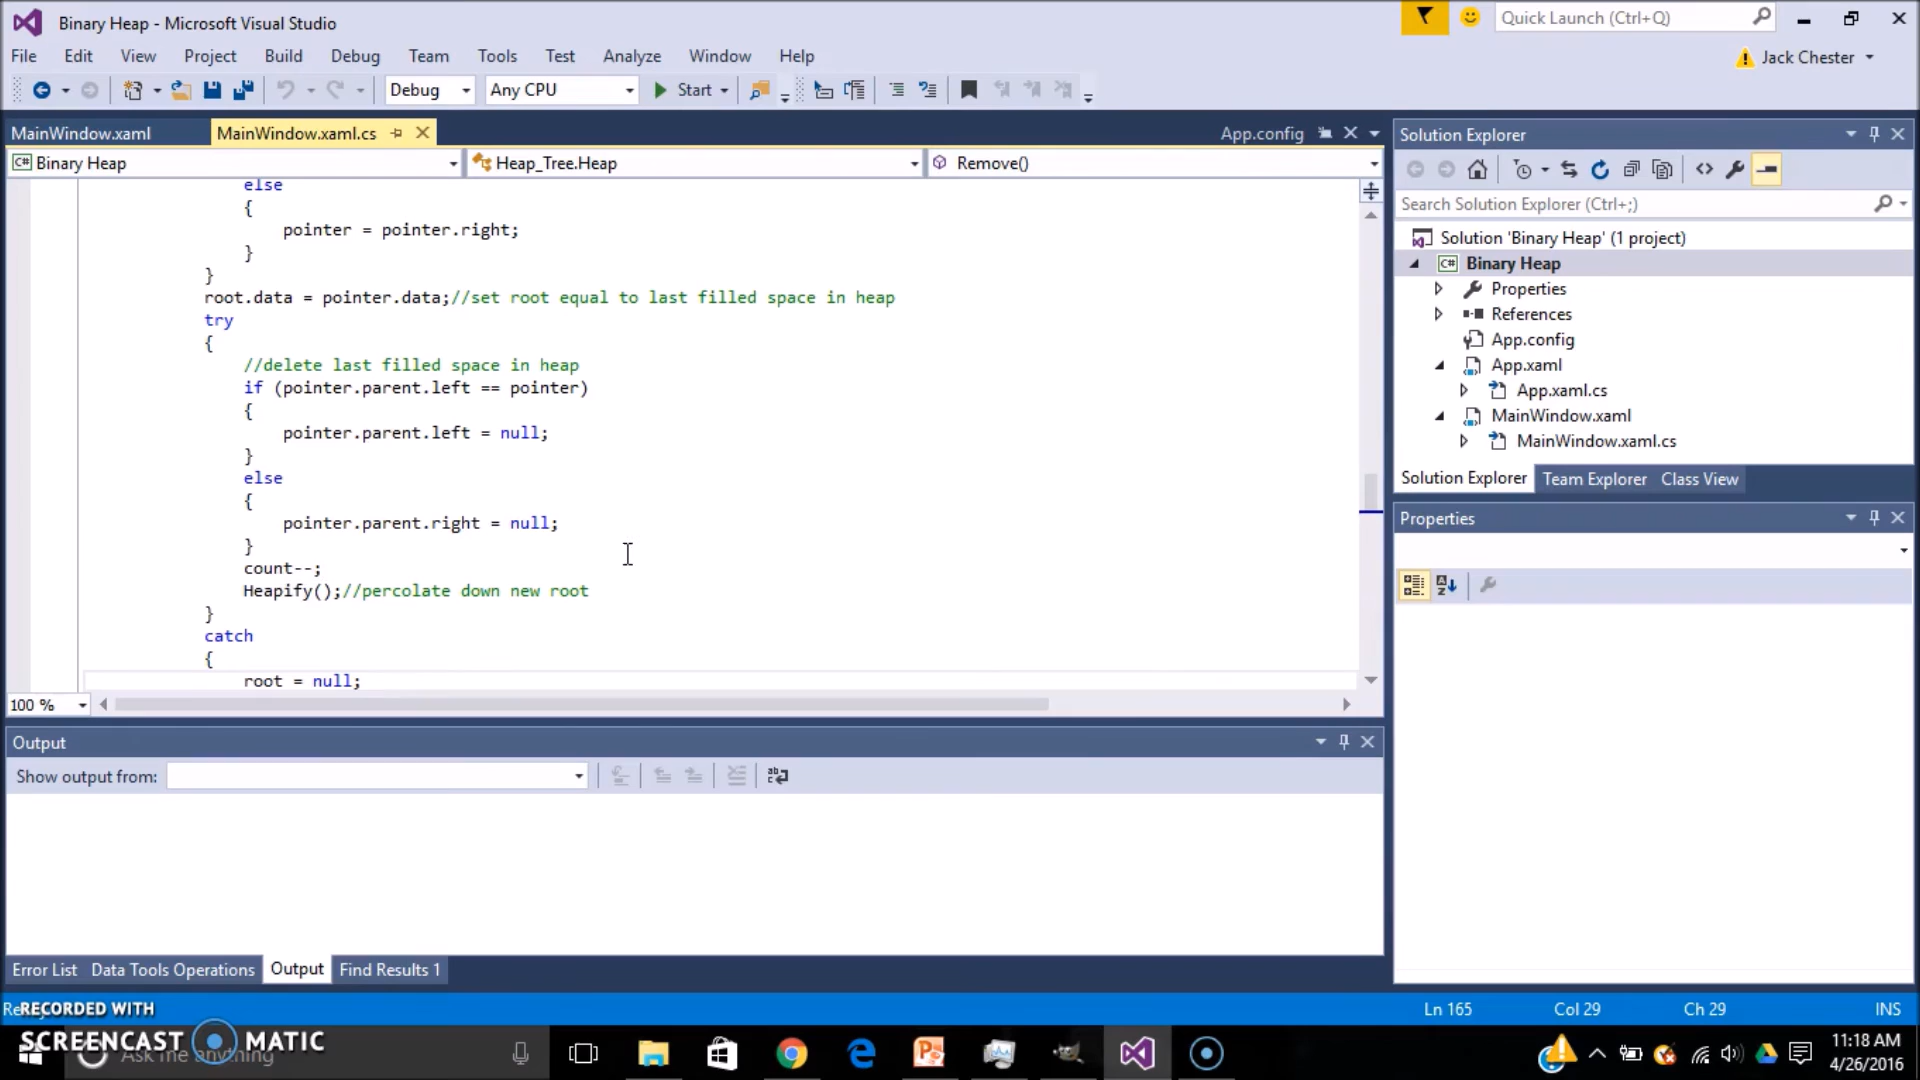 Binary Heap - Microsoft Visual Studio
Quick Launch (Ctrl+Q)
File Edit View Project Build Debug Team Tools Test Analyze Window Help
Jack Chester
Debug Any CPU Start
MainWindow.xaml MainWindow.xaml.cs App.config
C# Binary Heap Heap_Tree.Heap Remove()
else
{
pointer = pointer.right;
}
}
root.data = pointer.data;//set root equal to last filled space in heap
try
{
//delete last filled space in heap
if (pointer.parent.left == pointer)
{
pointer.parent.left = null;
}
else
{
pointer.parent.right = null;
}
count--;
Heapify();//percolate down new root
}
catch
{
root = null;
100 %
Output
Show output from:
Error List Data Tools Operations Output Find Results 1
Solution Explorer
Search Solution Explorer (Ctrl+;)
Solution 'Binary Heap' (1 project)
C# Binary Heap
Properties
References
App.config
App.xaml
App.xaml.cs
MainWindow.xaml
MainWindow.xaml.cs
Solution Explorer Team Explorer Class View
Properties
Ln 165 Col 29 Ch 29 INS
RECORDED WITH
SCREENCAST MATIC
Ask me anything
11:18 AM
4/26/2016